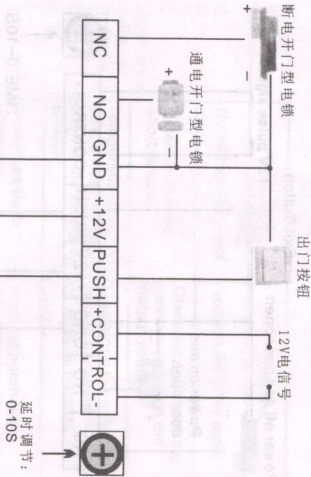 断电开门型电锁
+
-
通电开门型电锁
+
-
出门按钮
12V电信号
NC
NO
GND
+12V
PUSH
+CONTROL-
延时调节：
0-10S